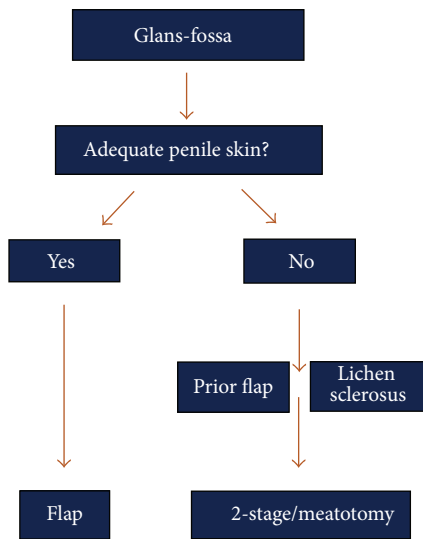 Glans-fossa
Adequate penile skin?
Yes
No
Prior flap
Lichen
sclerosus
Flap
2-stage/meatotomy